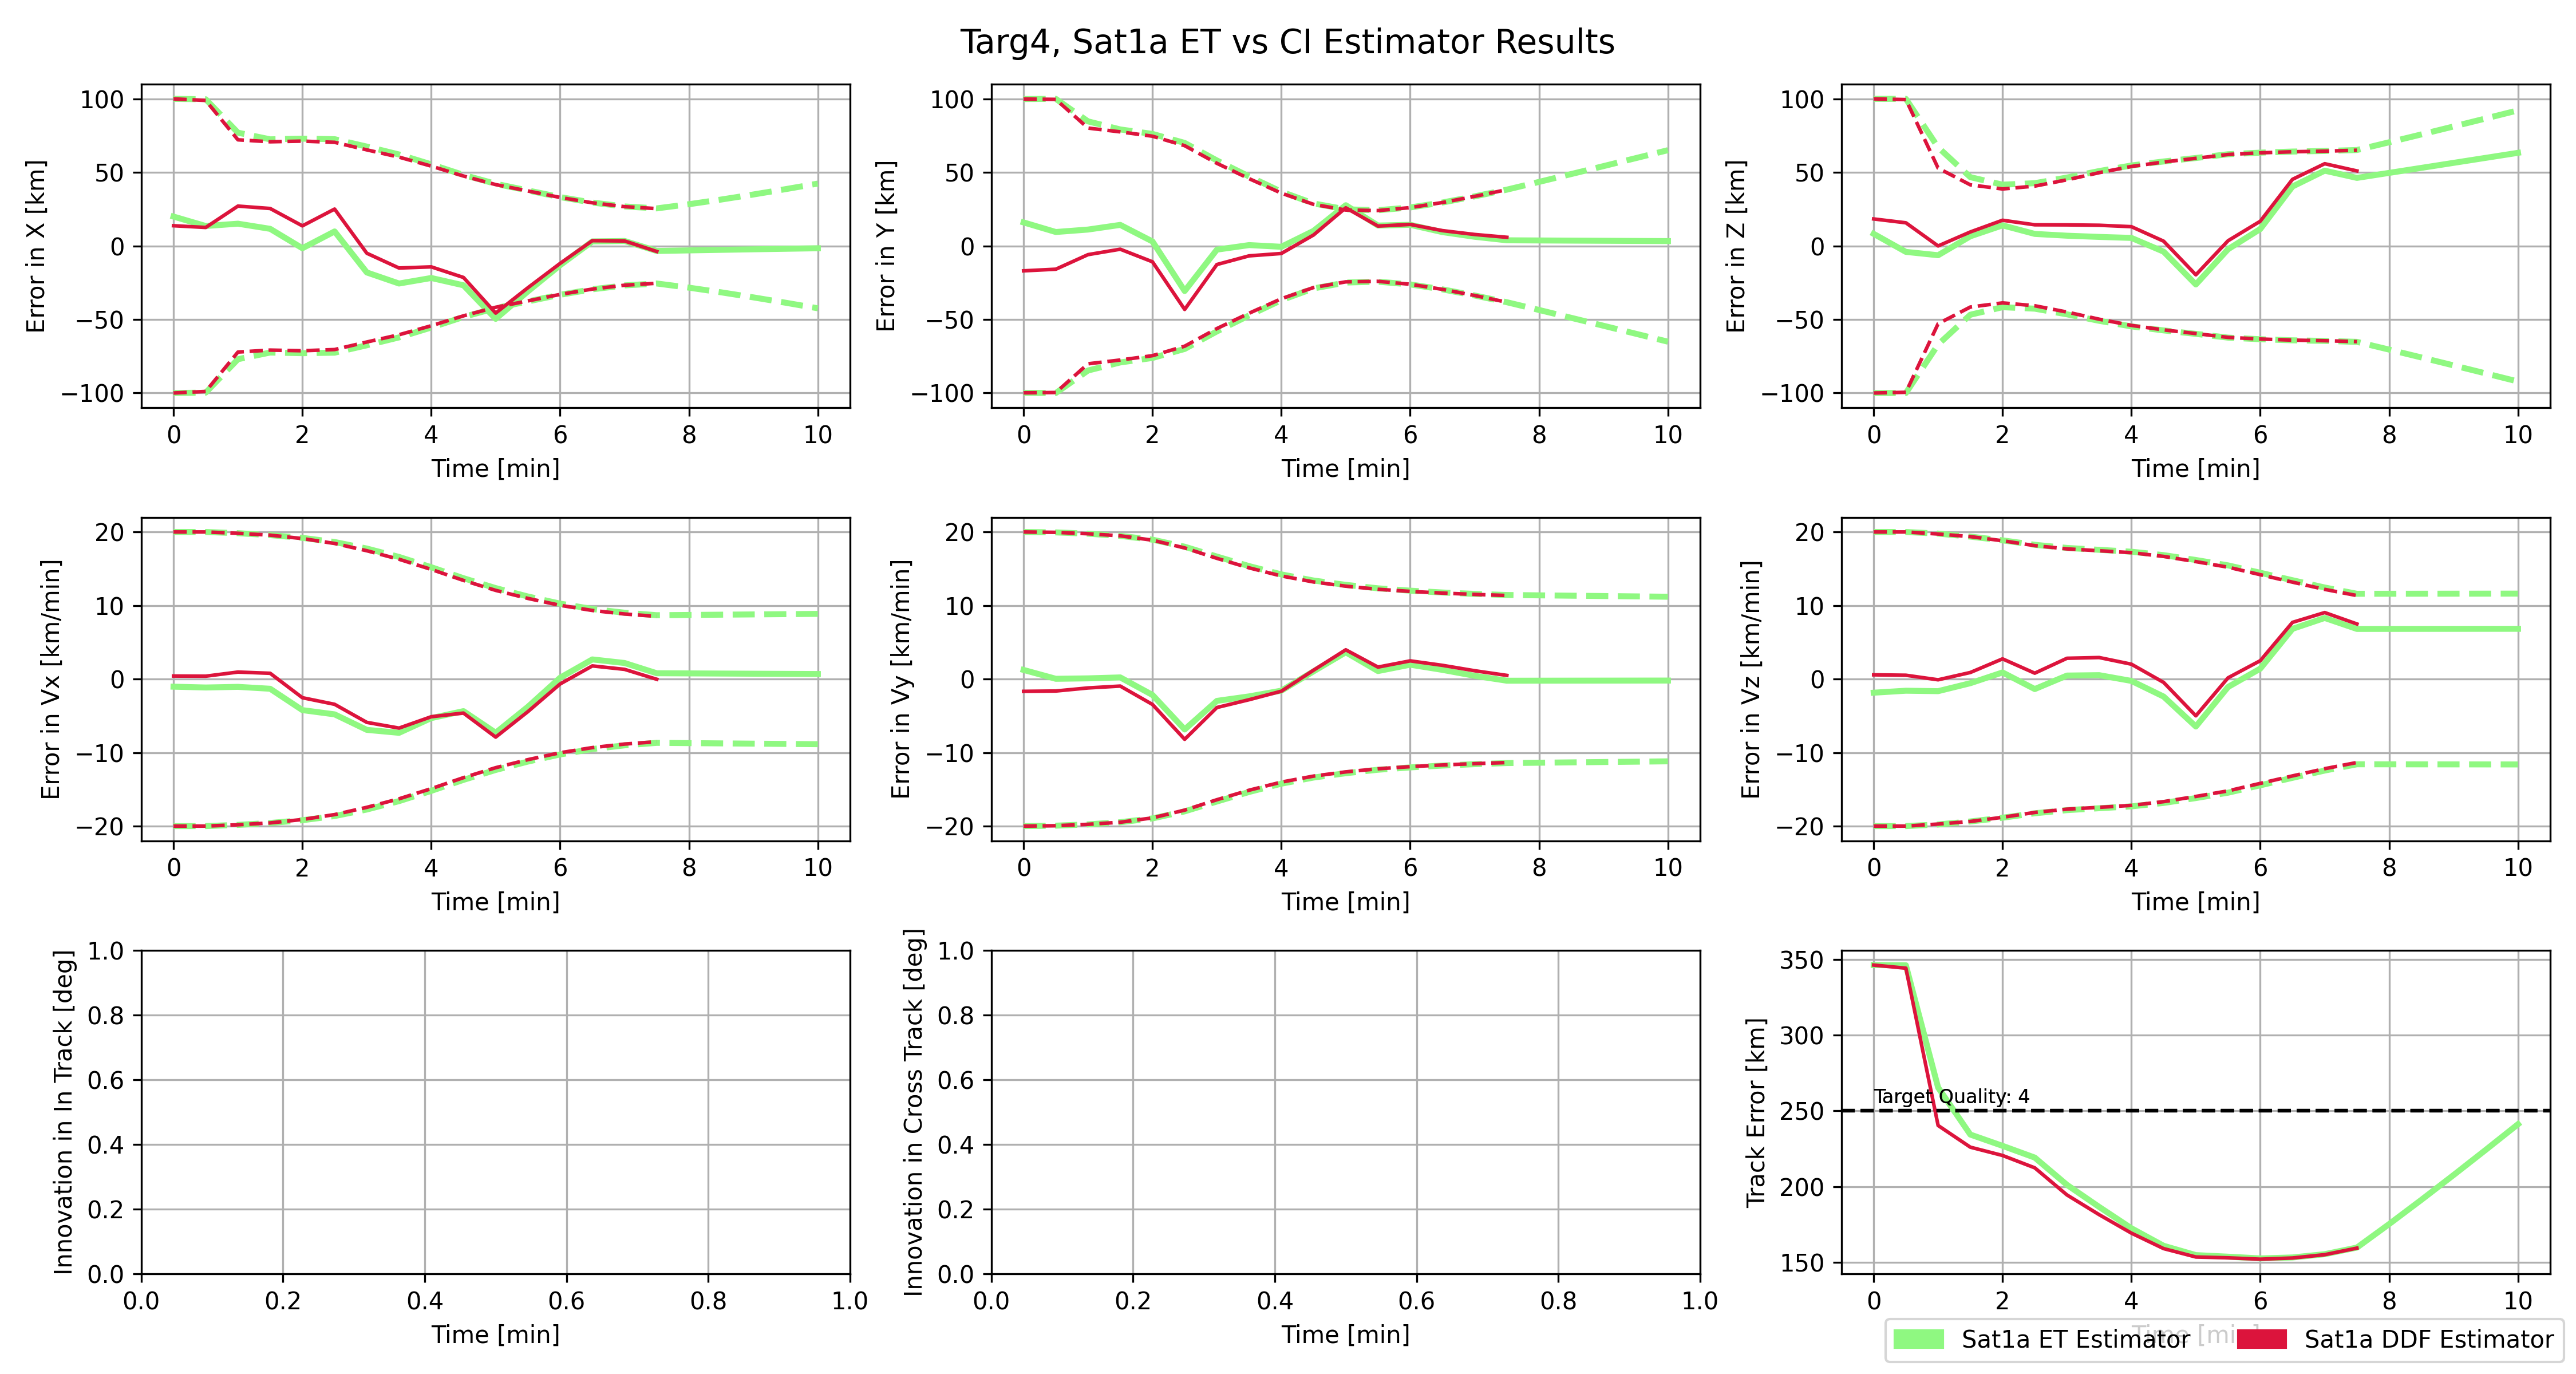 Targ4, Sat1a ET vs CI Estimator Results
Error in X [km]
100
50
0
−50
−100
0 2 4 6 8 10
Time [min]
Error in Y [km]
100
50
0
−50
−100
0 2 4 6 8 10
Time [min]
Error in Z [km]
100
50
0
−50
−100
0 2 4 6 8 10
Time [min]
Error in Vx [km/min]
20
10
0
−10
−20
0 2 4 6 8 10
Time [min]
Error in Vy [km/min]
20
10
0
−10
−20
0 2 4 6 8 10
Time [min]
Error in Vz [km/min]
20
10
0
−10
−20
0 2 4 6 8 10
Time [min]
Innovation in In Track [deg]
1.0
0.8
0.6
0.4
0.2
0.0
0.0 0.2 0.4 0.6 0.8 1.0
Time [min]
Innovation in Cross Track [deg]
1.0
0.8
0.6
0.4
0.2
0.0
0.0 0.2 0.4 0.6 0.8 1.0
Time [min]
Track Error [km]
350
300
250
200
150
Target Quality: 4
0 2 4 6 8 10
Time [min]
Sat1a ET Estimator
Sat1a DDF Estimator